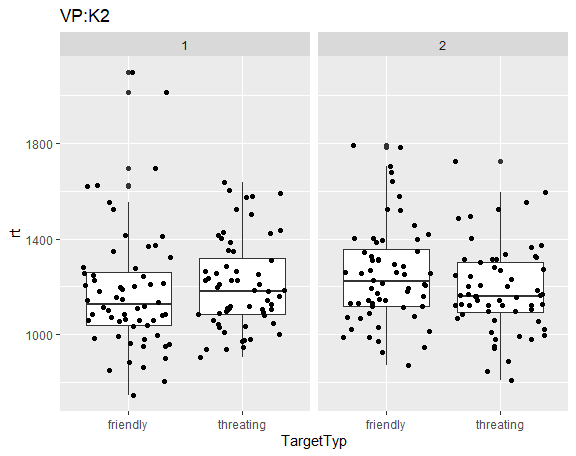 VP:K2
1 2
rt
1800
1400
1000
friendly threating friendly threating
TargetTyp